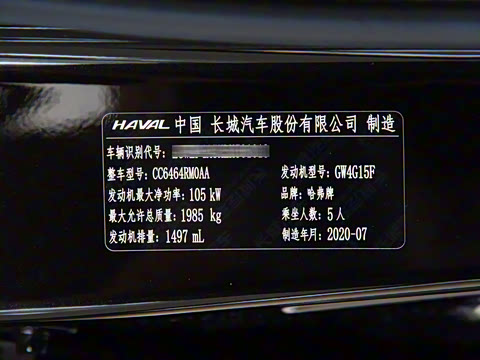 HAVAL 中国 长城汽车股份有限公司 制造
车辆识别代号:
整车型号: CC6464RM0AA 发动机型号: GW4G15F
发动机最大净功率: 105 kW 品牌: 哈弗牌
最大允许总质量: 1985 kg 乘坐人数: 5 人
发动机排量: 1497 mL 制造年月: 2020-07